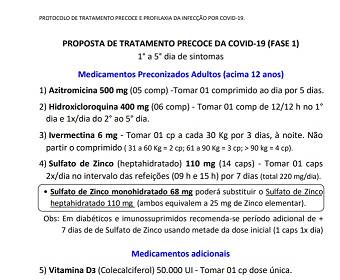 PROTOCOLO DE TRATAMENTO PRECOCE E PROFILAXIA DA INFECÇÃO POR COVID-19.
PROPOSTA DE TRATAMENTO PRECOCE DA COVID-19 (FASE 1)
1° a 5° dia de sintomas
Medicamentos Preconizados Adultos (acima 12 anos)
1) Azitromicina 500 mg (05 comp) -Tomar 01 comprimido ao dia por 5 dias.
2) Hidroxicloroquina 400 mg (06 comp) - Tomar 01 comp de 12/12 h no 1°
dia e 1x/dia do 2° ao 5° dia.
3) Ivermectina 6 mg - Tomar 01 cp a cada 30 Kg por 3 dias, à noite. Não
partir o comprimido ( 31 a 60 Kg = 2 cp; 61 a 90 Kg = 3 cp; > 90 kg = 4 cp).
4) Sulfato de Zinco (heptahidratado) 110 mg (14 caps) - Tomar 01 caps
2x/dia no intervalo das refeições (09 h e 15 h) por 7 dias (total 220 mg/dia).
• Sulfato de Zinco monohidratado 68 mg poderá substituir o Sulfato de Zinco
heptahidratado 110 mg (ambos equivalem a 25 mg de Zinco elementar).
Obs: Em diabéticos e imunossuprimidos recomenda-se período adicional de +
7 dias de de Sulfato de Zinco usando metade da dose inicial (1 caps 1x dia)
Medicamentos adicionais
5) Vitamina D3 (Colecalciferol) 50.000 UI - Tomar 01 cp dose única.